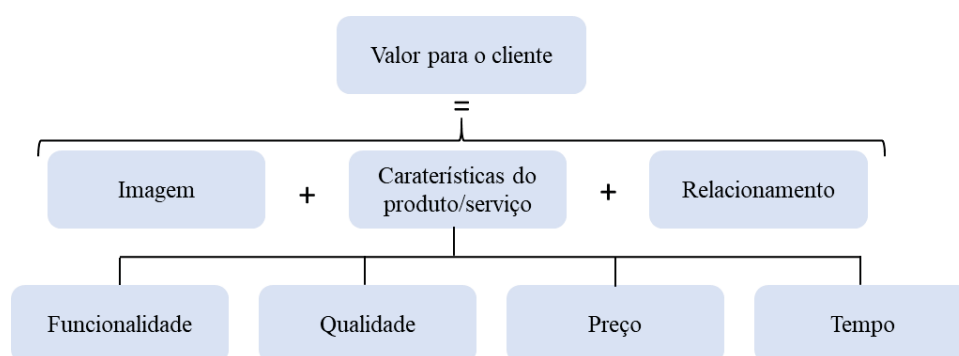 Valor para o cliente
=
Imagem + Caraterísticas do + Relacionamento
produto/serviço
Funcionalidade Qualidade Preço Tempo